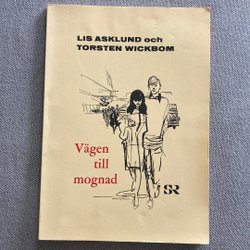 LIS ASKLUND och
TORSTEN WICKBOM
Vägen
till
mognad
SR